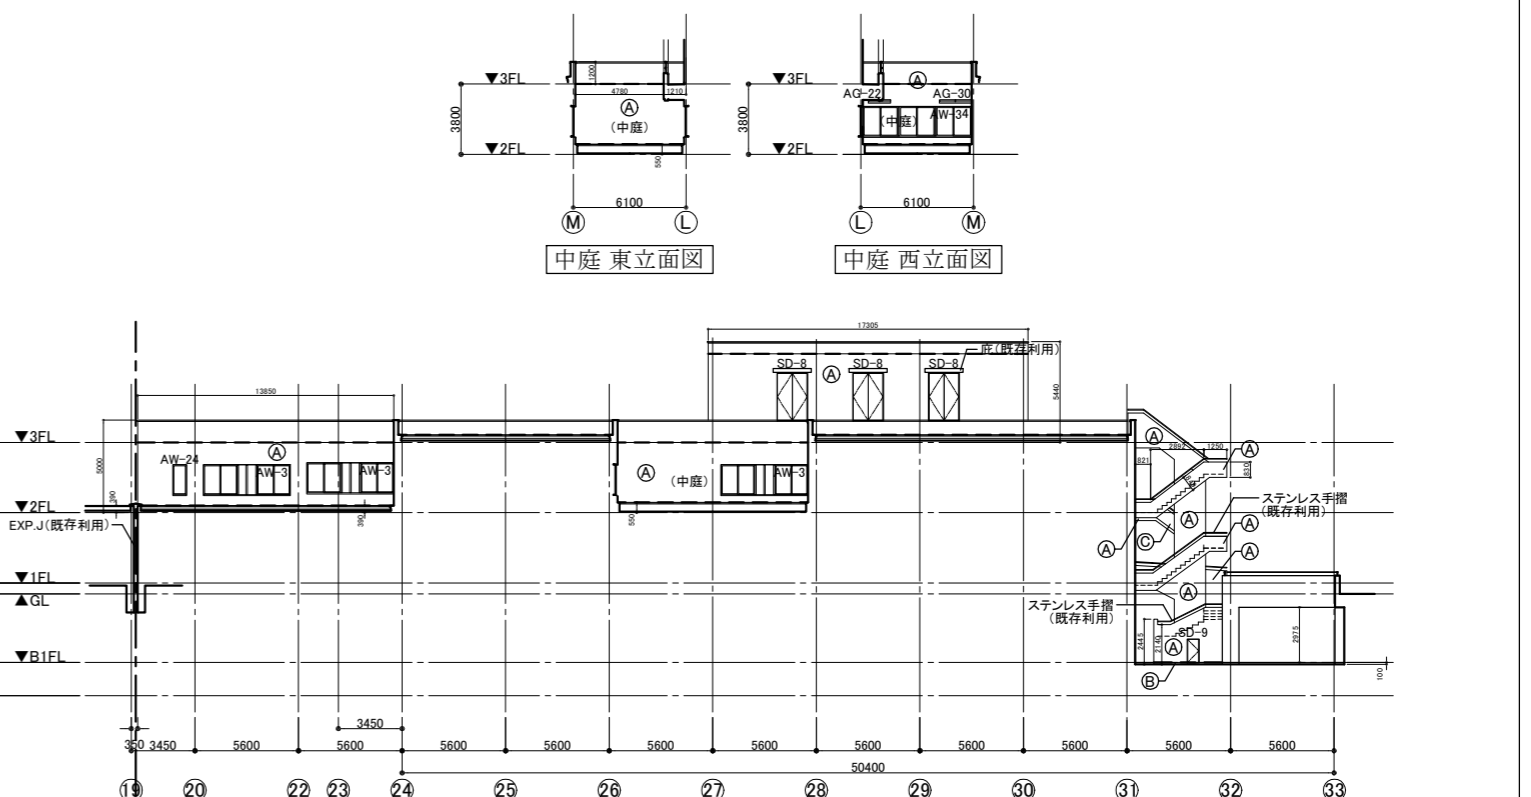 ▼3FL
1200
4780
1210
3800
Ⓐ
(中庭)
▼2FL
550
6100
Ⓜ Ⓛ
中庭 東立面図
▼3FL
Ⓐ
AG-22
AG-30
3800
AW-34
(中庭)
▼2FL
6100
Ⓛ Ⓜ
中庭 西立面図
17305
SD-8 SD-8 SD-8
庇(既存利用)
Ⓐ
5440
13850
▼3FL
5000
AW-24
Ⓐ
AW-3
AW-3
Ⓐ
(中庭)
AW-3
390
▼2FL
390
550
EXP.J(既存利用)
▼1FL
▲GL
▼B1FL
Ⓐ
2892
1250
Ⓐ
821
830
ステンレス手摺
(既存利用)
Ⓐ
Ⓐ
Ⓐ
Ⓒ
Ⓐ
Ⓐ
ステンレス手摺
(既存利用)
2445
2140
SD-9
Ⓐ
2975
Ⓑ
100
3450
350 3450 5600 5600 5600 5600 5600 5600 5600 5600 5600 5600 5600
50400
⑲ ⑳ ㉒ ㉓ ㉔ ㉕ ㉖ ㉗ ㉘ ㉙ ㉚ ㉛ ㉜ ㉝